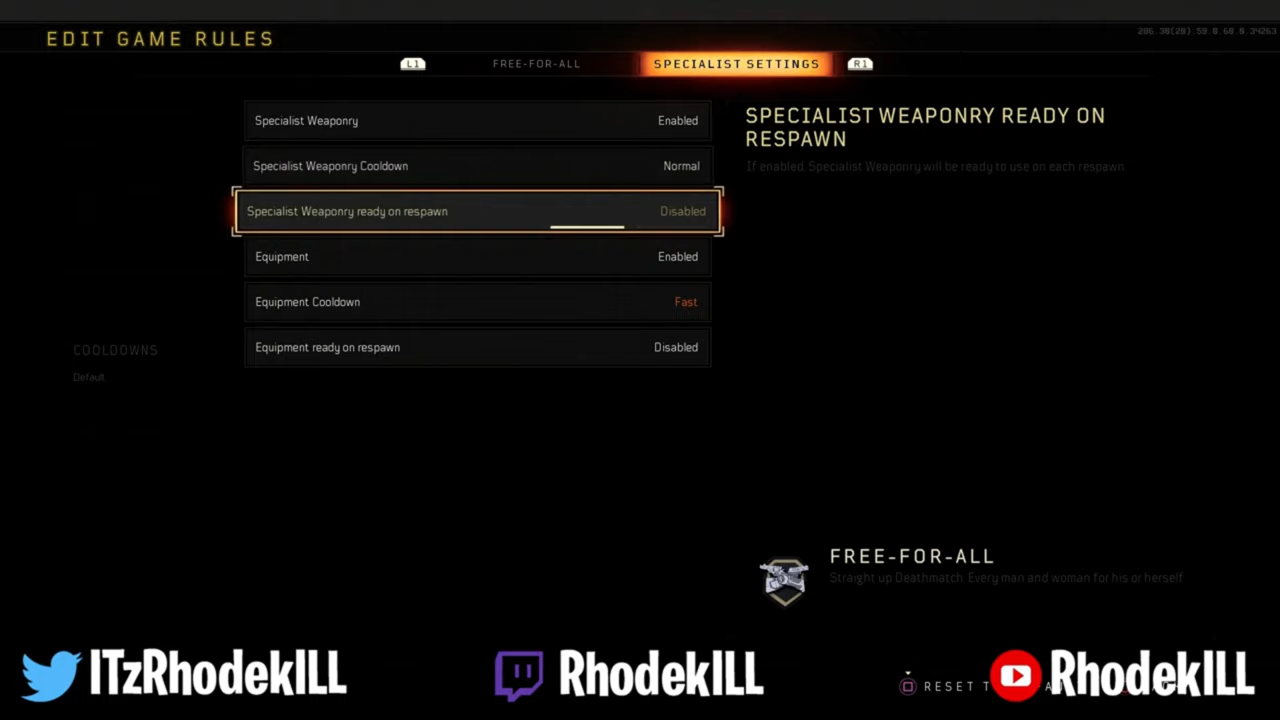 EDIT GAME RULES
L1
FREE-FOR-ALL
SPECIALIST SETTINGS
R1
Specialist Weaponry Enabled
Specialist Weaponry Cooldown Normal
Specialist Weaponry ready on respawn Disabled
Equipment Enabled
Equipment Cooldown Fast
Equipment ready on respawn Disabled
SPECIALIST WEAPONRY READY ON
RESPAWN
If enabled, Specialist Weaponry will be ready to use on each respawn
COOLDOWNS
Default.
FREE-FOR-ALL
Straight up Deathmatch. Every man and woman for his or herself
RESET T
ITzRhodekILL
RhodekILL
RhodekILL